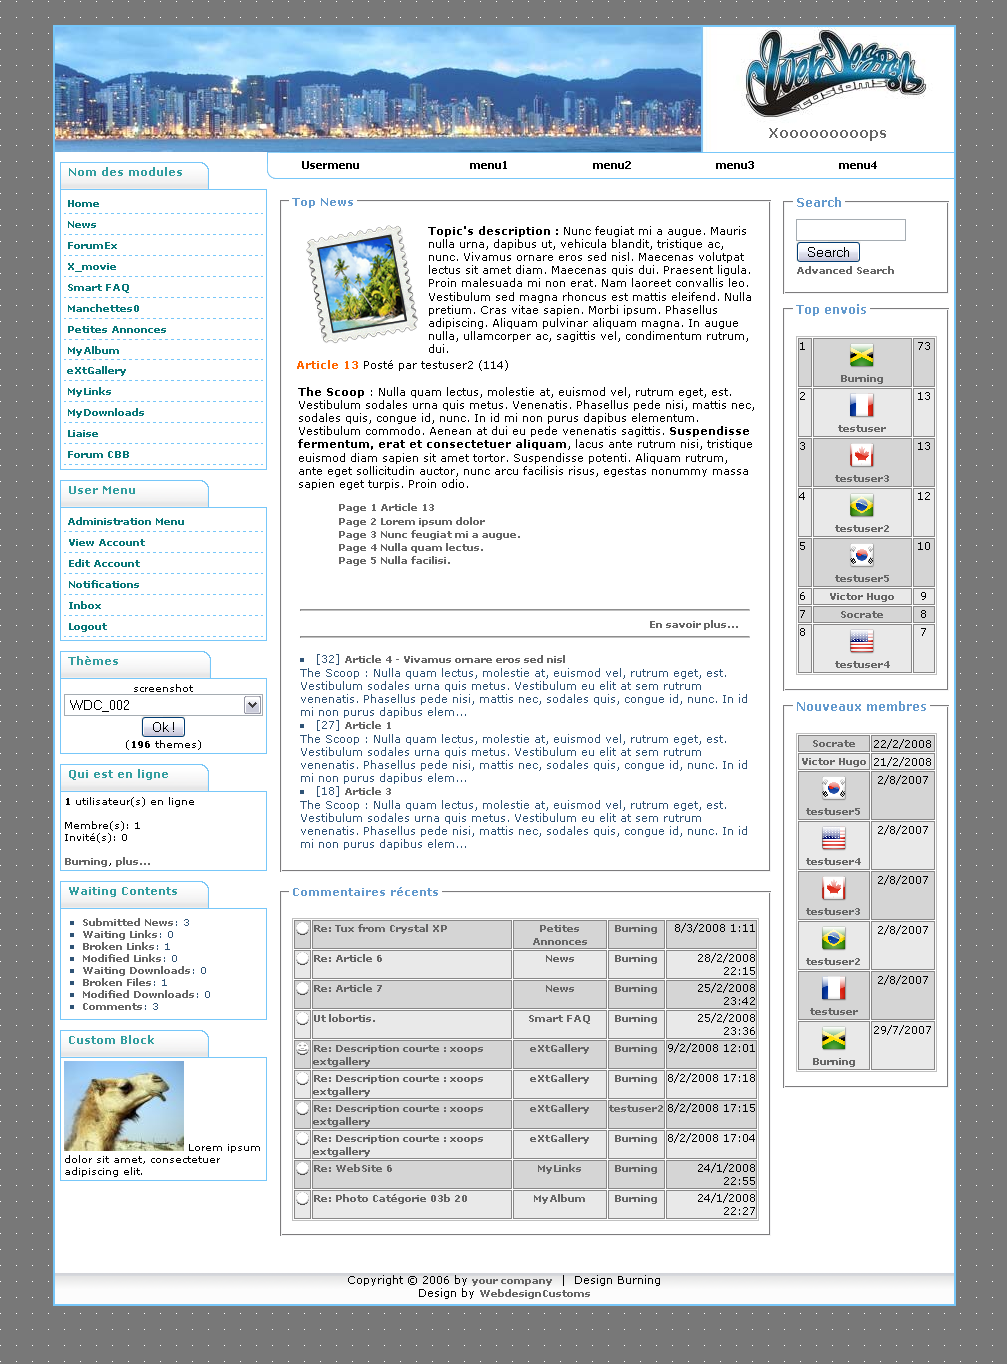 Web Design
customs
Xoooooooooops
Usermenu menu1 menu2 menu3 menu4
Nom des modules
Home
News
ForumEx
X_movie
Smart FAQ
Manchettes0
Petites Annonces
MyAlbum
eXtGallery
MyLinks
MyDownloads
Liaise
Forum CBB
User Menu
Administration Menu
View Account
Edit Account
Notifications
Inbox
Logout
Thèmes
screenshot
WDC_002
Ok !
(196 themes)
Qui est en ligne
1 utilisateur(s) en ligne
Membre(s): 1
Invité(s): 0
Burning, plus...
Waiting Contents
Submitted News: 3
Waiting Links: 0
Broken Links: 1
Modified Links: 0
Waiting Downloads: 0
Broken Files: 1
Modified Downloads: 0
Comments: 3
Custom Block
Lorem ipsum
dolor sit amet, consectetuer
adipiscing elit.
Top News
Topic's description : Nunc feugiat mi a augue. Mauris
nulla urna, dapibus ut, vehicula blandit, tristique ac,
nunc. Vivamus ornare eros sed nisl. Maecenas volutpat
lectus sit amet diam. Maecenas quis dui. Praesent ligula.
Proin malesuada mi non erat. Nam laoreet convallis leo.
Vestibulum sed magna rhoncus est mattis eleifend. Nulla
pretium. Cras vitae sapien. Morbi ipsum. Phasellus
adipiscing. Aliquam pulvinar aliquam magna. In augue
nulla, ullamcorper ac, sagittis vel, condimentum rutrum,
dui.
Article 13 Posté par testuser2 (114)
The Scoop : Nulla quam lectus, molestie at, euismod vel, rutrum eget, est.
Vestibulum sodales urna quis metus. Venenatis. Phasellus pede nisi, mattis nec,
sodales quis, congue id, nunc. In id mi non purus dapibus elementum.
Vestibulum commodo. Aenean at dui eu pede venenatis sagittis. Suspendisse
fermentum, erat et consectetuer aliquam, lacus ante rutrum nisi, tristique
euismod diam sapien sit amet tortor. Suspendisse potenti. Aliquam rutrum,
ante eget sollicitudin auctor, nunc arcu facilisis risus, egestas nonummy massa
sapien eget turpis. Proin odio.
Page 1 Article 13
Page 2 Lorem ipsum dolor
Page 3 Nunc feugiat mi a augue.
Page 4 Nulla quam lectus.
Page 5 Nulla facilisi.
En savoir plus...
[32] Article 4 - Vivamus ornare eros sed nisl
The Scoop : Nulla quam lectus, molestie at, euismod vel, rutrum eget, est.
Vestibulum sodales urna quis metus. Vestibulum eu elit at sem rutrum
venenatis. Phasellus pede nisi, mattis nec, sodales quis, congue id, nunc. In id
mi non purus dapibus elem...
[27] Article 1
The Scoop : Nulla quam lectus, molestie at, euismod vel, rutrum eget, est.
Vestibulum sodales urna quis metus. Vestibulum eu elit at sem rutrum
venenatis. Phasellus pede nisi, mattis nec, sodales quis, congue id, nunc. In id
mi non purus dapibus elem...
[18] Article 3
The Scoop : Nulla quam lectus, molestie at, euismod vel, rutrum eget, est.
Vestibulum sodales urna quis metus. Vestibulum eu elit at sem rutrum
venenatis. Phasellus pede nisi, mattis nec, sodales quis, congue id, nunc. In id
mi non purus dapibus elem...
Commentaires récents
Re: Tux from Crystal XP Petites Burning 8/3/2008 1:11
Annonces
Re: Article 6 News Burning 28/2/2008
22:15
Re: Article 7 News Burning 25/2/2008
23:42
Ut lobortis. Smart FAQ Burning 25/2/2008
23:36
Re: Description courte : xoops eXtGallery Burning 9/2/2008 12:01
extgallery
Re: Description courte : xoops eXtGallery Burning 8/2/2008 17:18
extgallery
Re: Description courte : xoops eXtGallery testuser2 8/2/2008 17:15
extgallery
Re: Description courte : xoops eXtGallery Burning 8/2/2008 17:04
extgallery
Re: WebSite 6 MyLinks Burning 24/1/2008
22:55
Re: Photo Catégorie 03b 20 MyAlbum Burning 24/1/2008
22:27
Search
Search
Advanced Search
Top envois
1 Burning 73
2 testuser 13
3 testuser3 13
4 testuser2 12
5 testuser5 10
6 Victor Hugo 9
7 Socrate 8
8 testuser4 7
Nouveaux membres
Socrate 22/2/2008
Victor Hugo 21/2/2008
testuser5 2/8/2007
testuser4 2/8/2007
testuser3 2/8/2007
testuser2 2/8/2007
testuser 2/8/2007
Burning 29/7/2007
Copyright © 2006 by your company | Design Burning
Design by WebdesignCustoms